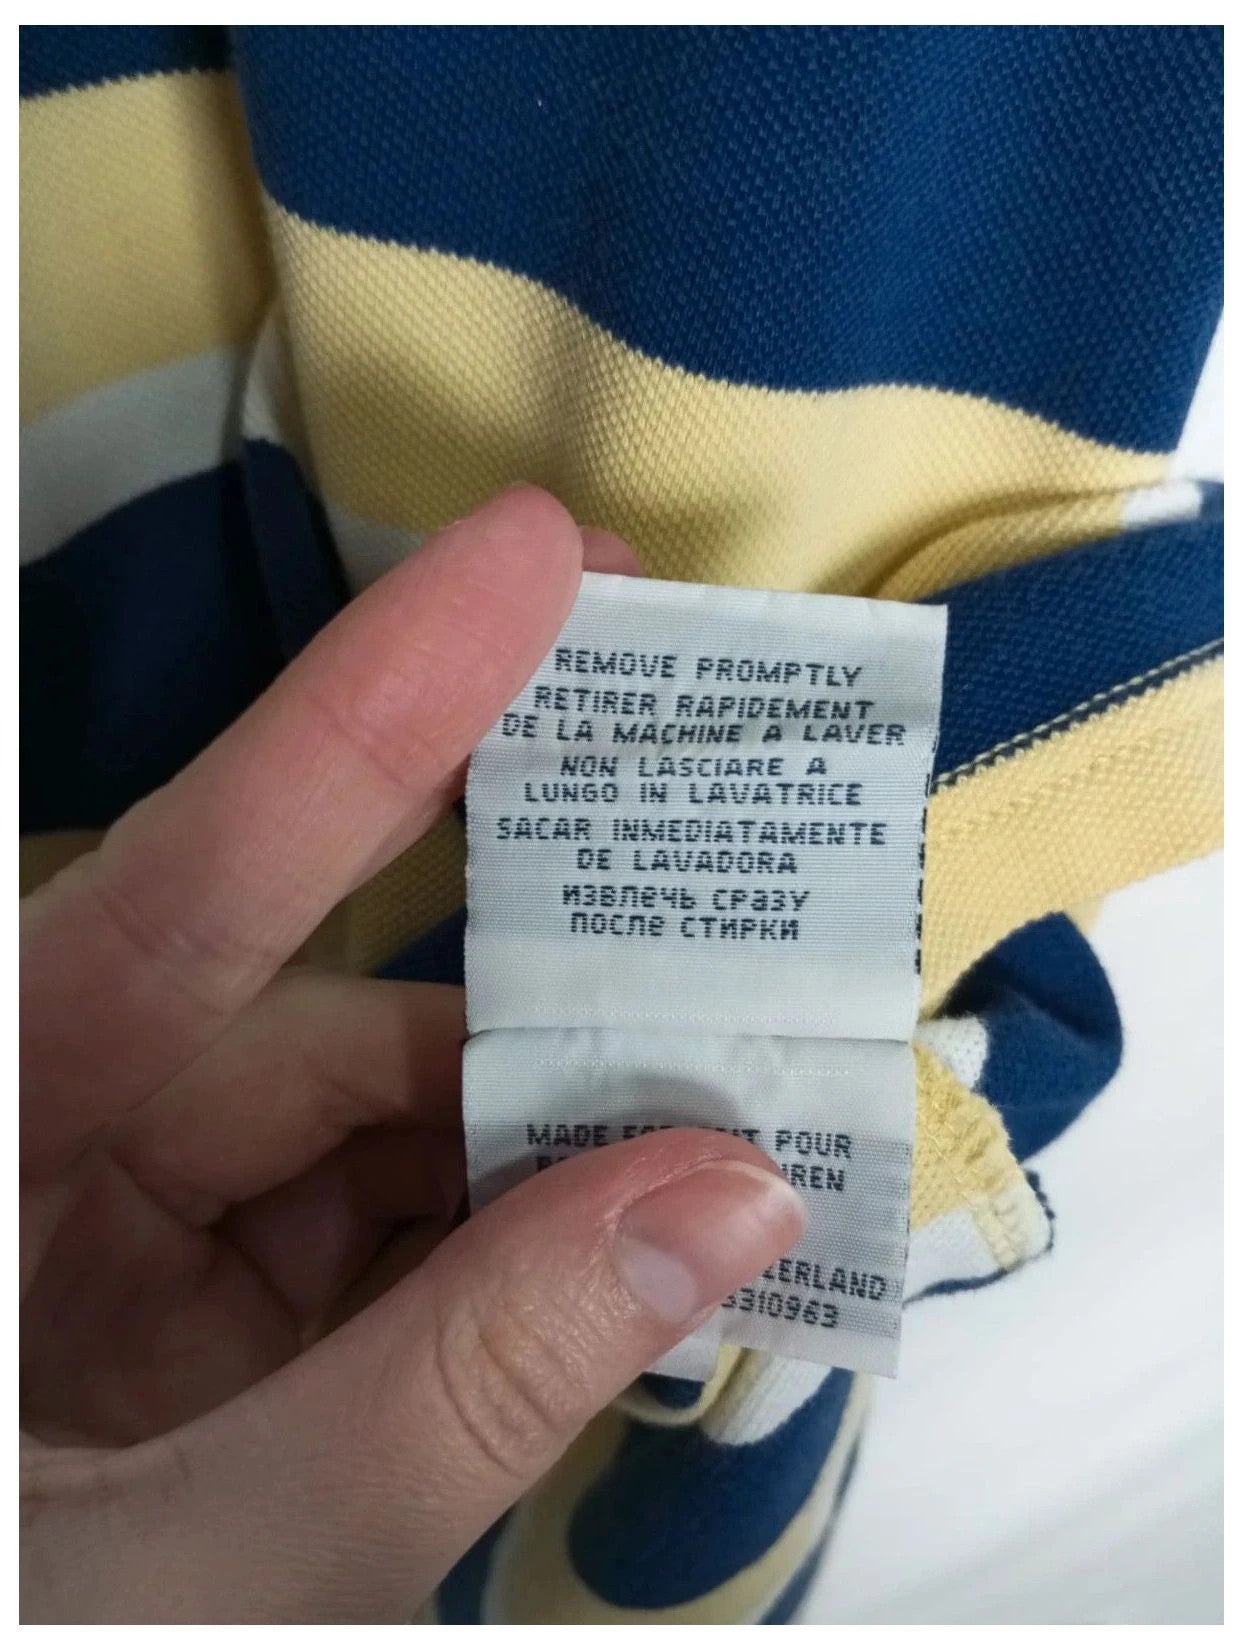 REMOVE PROMPTLY
RETIRER RAPIDEMENT
DE LA MACHINE A LAVER
NON LASCIARE A
LUNGO IN LAVATRICE
SACAR INMEDIATAMENTE
DE LAVADORA
ИЗВЛЕЧЬ СРАЗУ
ПОСЛЕ СТИРКИ
MADE POUR